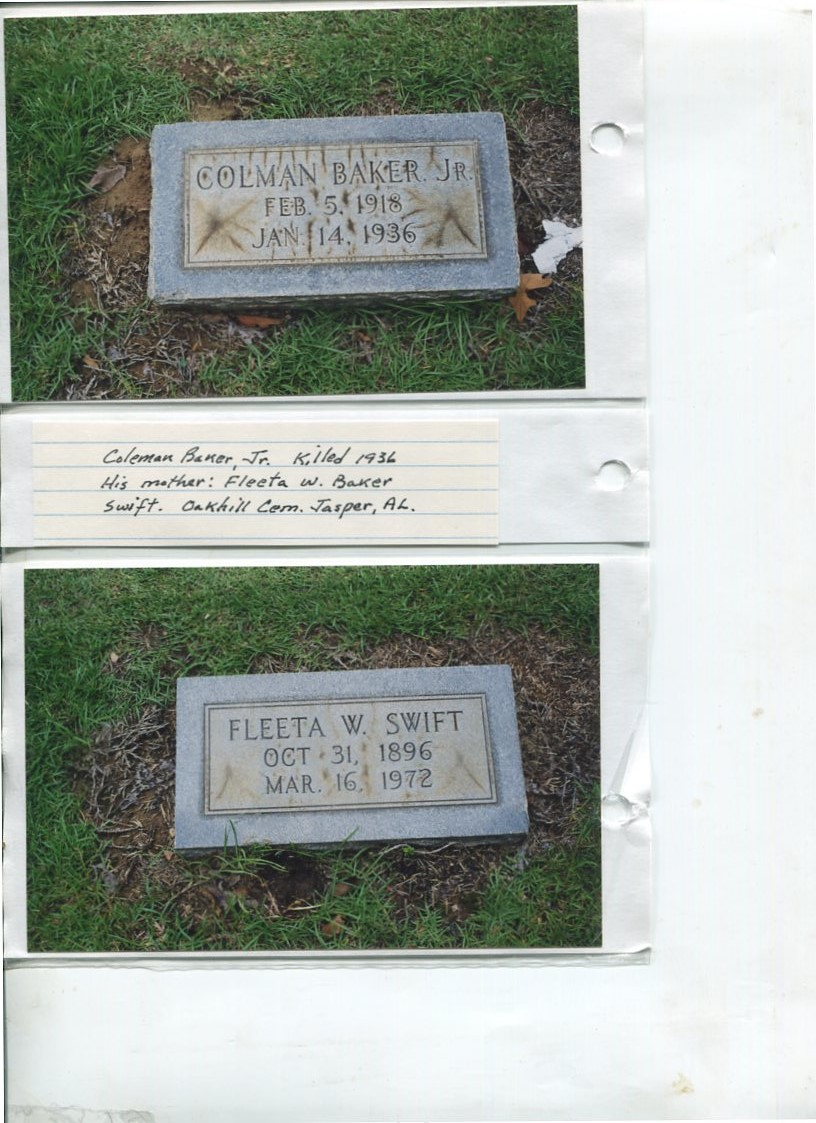 COLMAN BAKER. JR.
FEB. 5, 1918
JAN. 14, 1936
Coleman Baker, Jr. Killed 1936
His mother: Fleeta W. Baker
Swift. Oakhill Cem. Jasper, AL.
FLEETA W. SWIFT
OCT. 31, 1896
MAR. 16, 1972